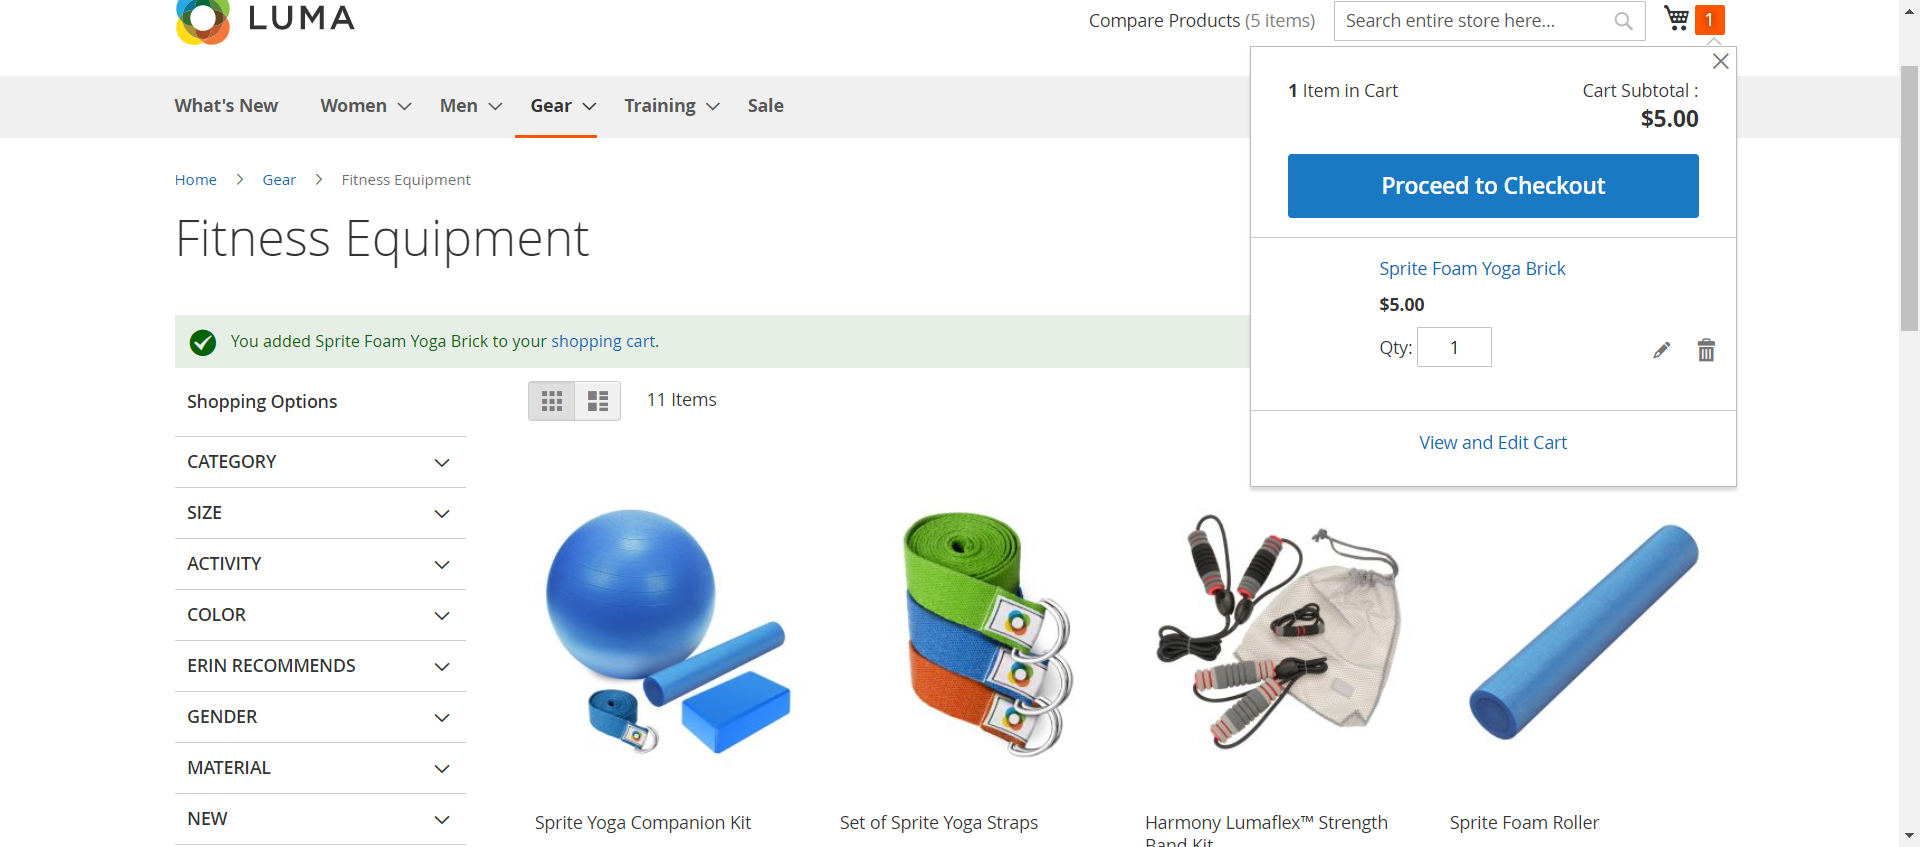 LUMA
Compare Products (5 items)
Search entire store here...
1
What's New
Women
Men
Gear
Training
Sale
1 Item in Cart
Cart Subtotal :
$5.00
Proceed to Checkout
Sprite Foam Yoga Brick
$5.00
Qty: 1
View and Edit Cart
Home > Gear > Fitness Equipment
Fitness Equipment
You added Sprite Foam Yoga Brick to your shopping cart.
Shopping Options
11 Items
CATEGORY
SIZE
ACTIVITY
COLOR
ERIN RECOMMENDS
GENDER
MATERIAL
NEW
Sprite Yoga Companion Kit
Set of Sprite Yoga Straps
Harmony Lumaflex™ Strength
Band Kit
Sprite Foam Roller